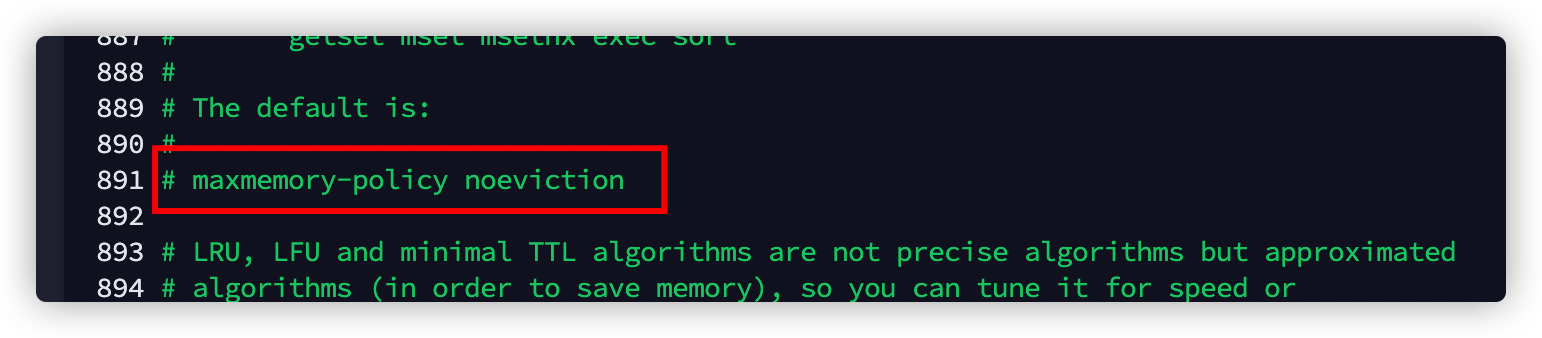 887 #       getset mset msetnx exec sort
888 #
889 # The default is:
890 #
891 # maxmemory-policy noeviction
892
893 # LRU, LFU and minimal TTL algorithms are not precise algorithms but approximated
894 # algorithms (in order to save memory), so you can tune it for speed or